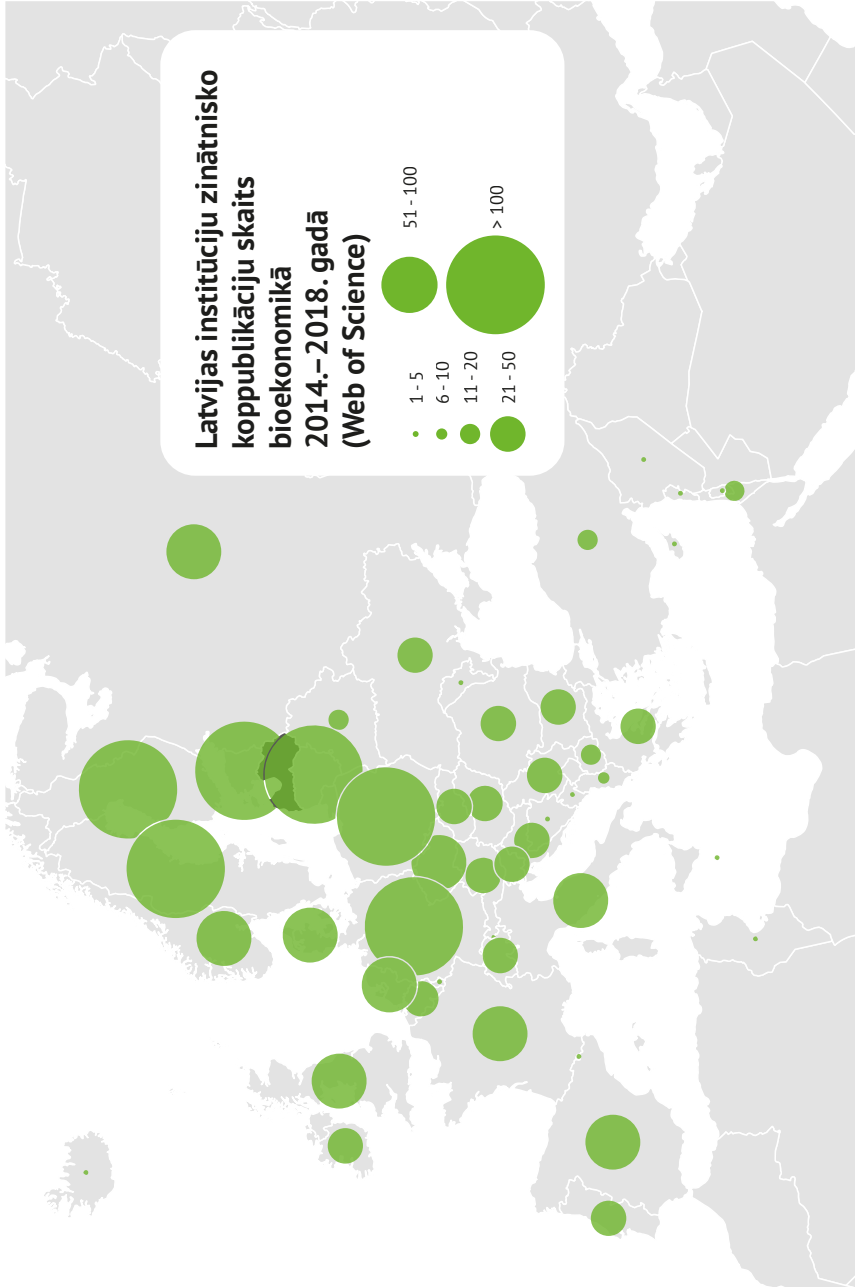 Latvijas institūciju zinātnisko
koppublikāciju skaits
bioekonomikā
2014.–2018. gadā
(Web of Science)
1 - 5
6 - 10
11 - 20
21 - 50
51 - 100
> 100